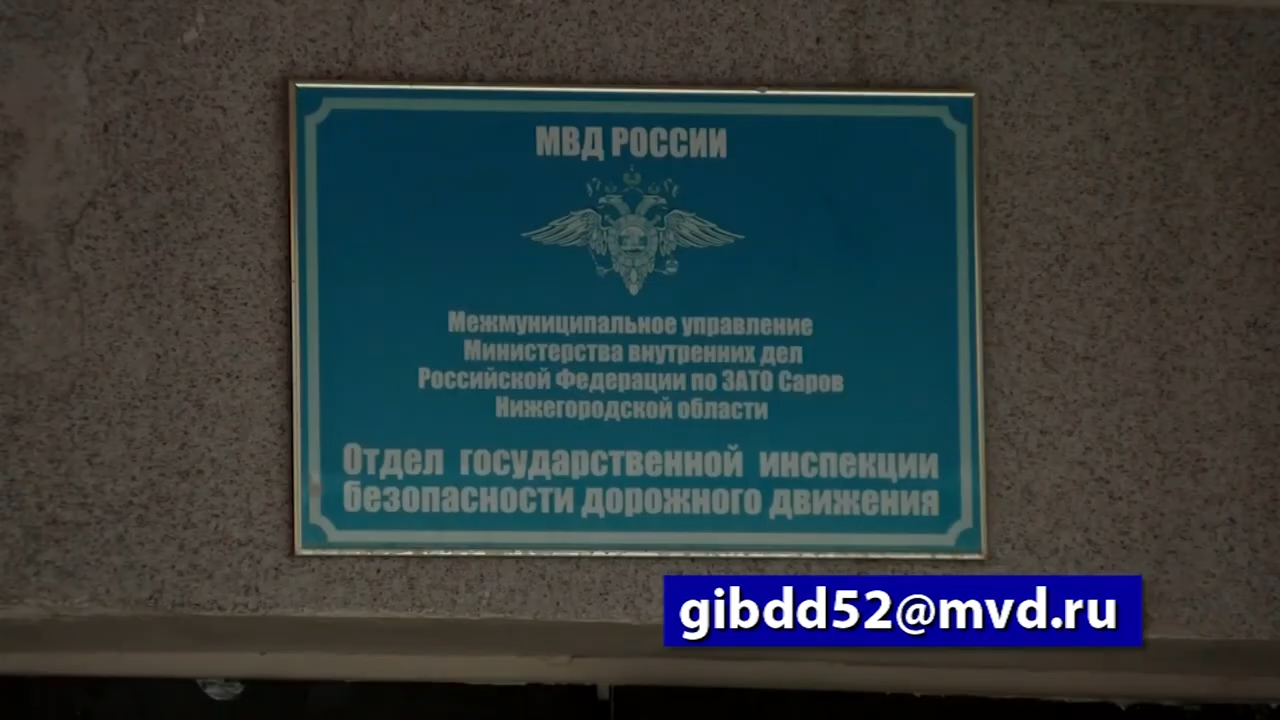 МВД РОССИИ
Межмуниципальное управление
Министерства внутренних дел
Российской Федерации по ЗАТО Саров
Нижегородской области
Отдел государственной инспекции
безопасности дорожного движения
gibdd52@mvd.ru